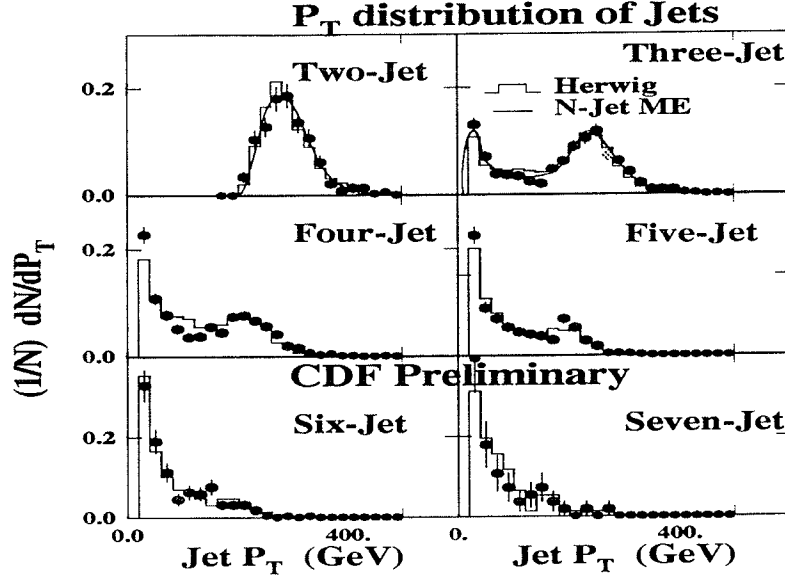 P_T distribution of Jets
Two-Jet
Three-Jet
Herwig
N-Jet ME
0.2
0.0
Four-Jet
Five-Jet
0.2
0.0
(1/N) dN/dP_T
CDF Preliminary
Six-Jet
Seven-Jet
0.2
0.0
0.0 400. 0. 400.
Jet P_T (GeV) Jet P_T (GeV)